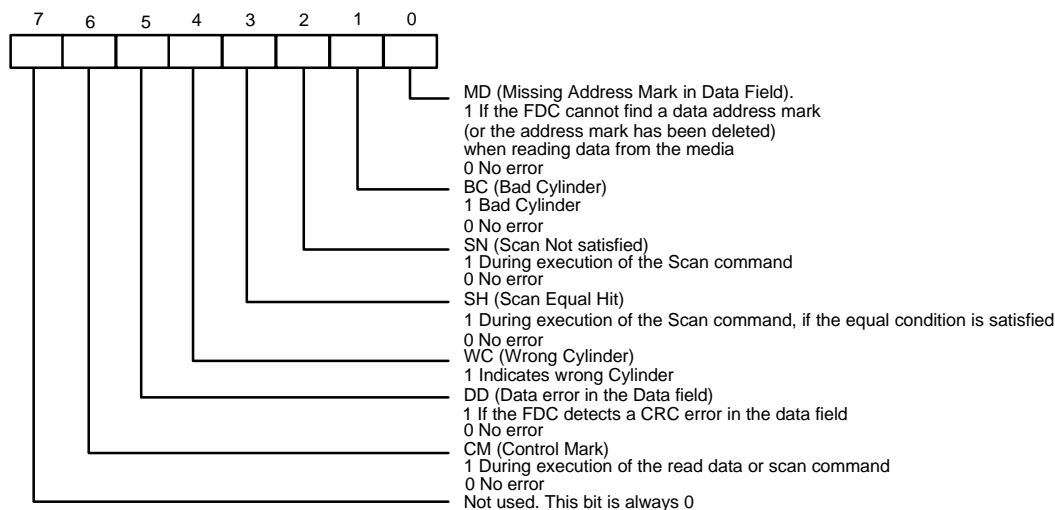 7 6 5 4 3 2 1 0
MD (Missing Address Mark in Data Field).
1 If the FDC cannot find a data address mark
(or the address mark has been deleted)
when reading data from the media
0 No error
BC (Bad Cylinder)
1 Bad Cylinder
0 No error
SN (Scan Not satisfied)
1 During execution of the Scan command
0 No error
SH (Scan Equal Hit)
1 During execution of the Scan command, if the equal condition is satisfied
0 No error
WC (Wrong Cylinder)
1 Indicates wrong Cylinder
DD (Data error in the Data field)
1 If the FDC detects a CRC error in the data field
0 No error
CM (Control Mark)
1 During execution of the read data or scan command
0 No error
Not used. This bit is always 0